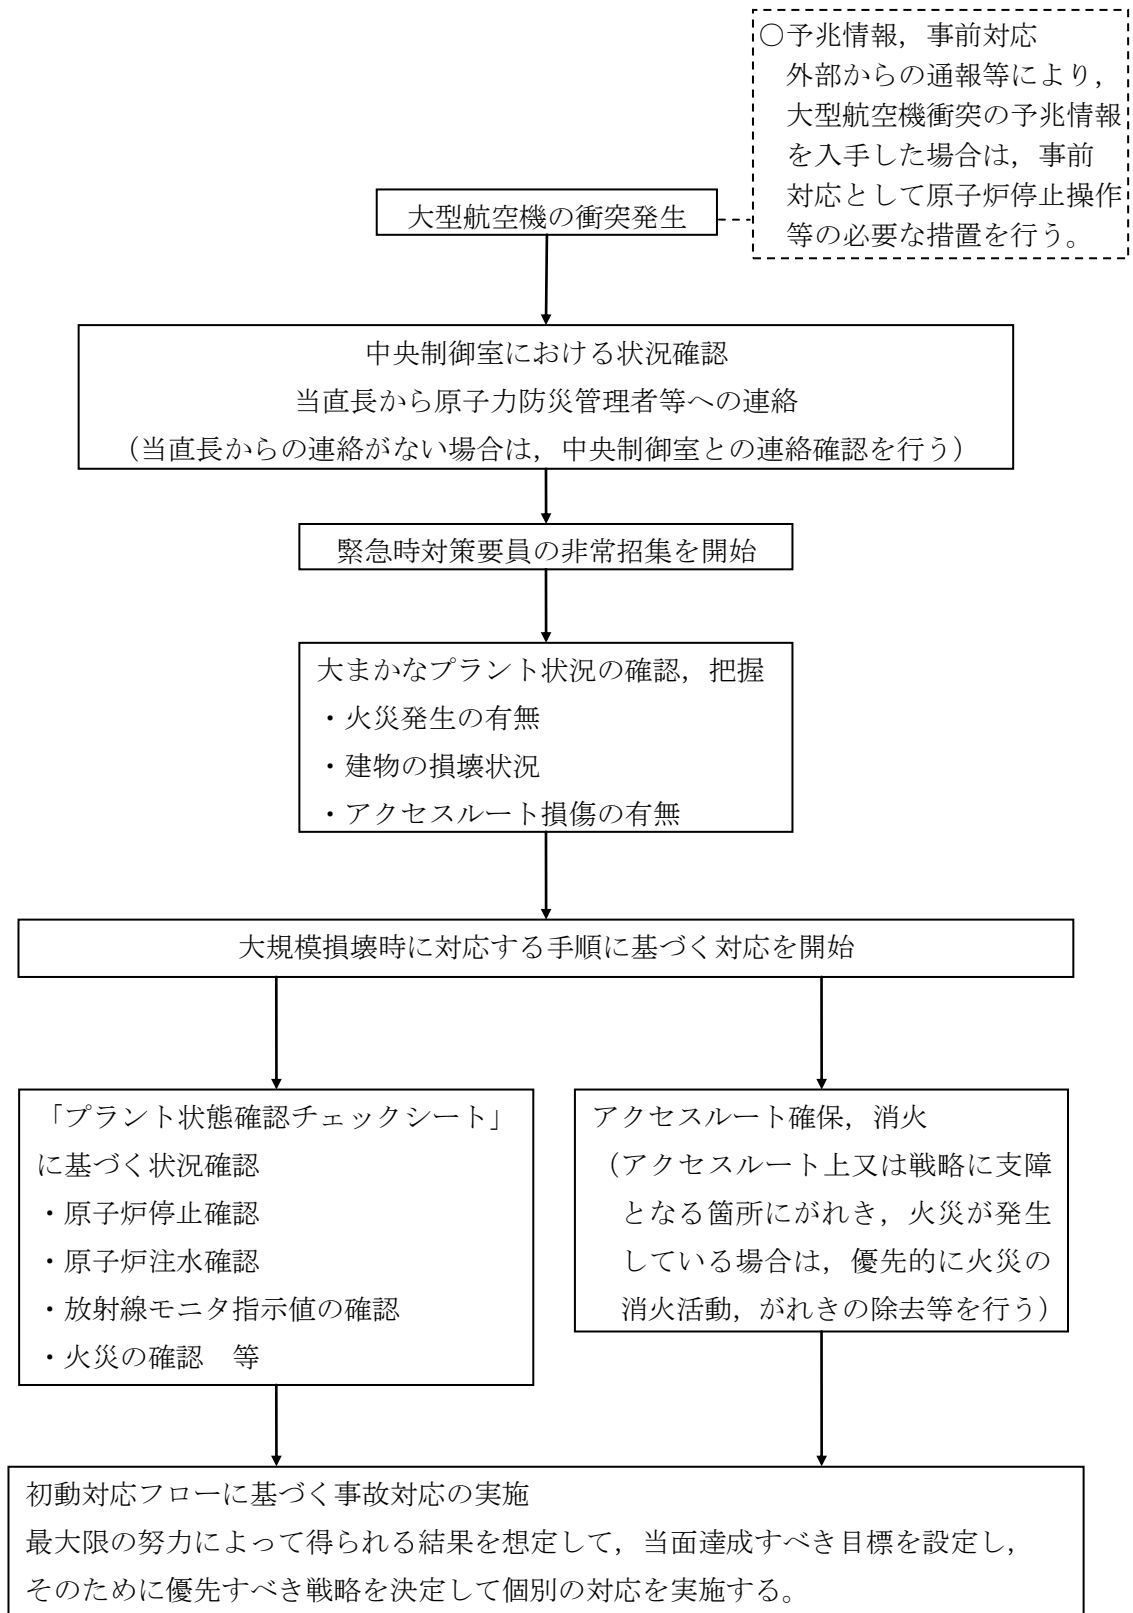 ○予兆情報，事前対応
外部からの通報等により，
大型航空機衝突の予兆情報
を入手した場合は，事前
対応として原子炉停止操作
等の必要な措置を行う。
大型航空機の衝突発生
中央制御室における状況確認
当直長から原子力防災管理者等への連絡
（当直長からの連絡がない場合は，中央制御室との連絡確認を行う）
緊急時対策要員の非常招集を開始
大まかなプラント状況の確認，把握
・火災発生の有無
・建物の損壊状況
・アクセスルート損傷の有無
大規模損壊時に対応する手順に基づく対応を開始
「プラント状態確認チェックシート」
に基づく状況確認
・原子炉停止確認
・原子炉注水確認
・放射線モニタ指示値の確認
・火災の確認　等
アクセスルート確保，消火
（アクセスルート上又は戦略に支障
となる箇所にがれき，火災が発生
している場合は，優先的に火災の
消火活動，がれきの除去等を行う）
初動対応フローに基づく事故対応の実施
最大限の努力によって得られる結果を想定して，当面達成すべき目標を設定し，
そのために優先すべき戦略を決定して個別の対応を実施する。